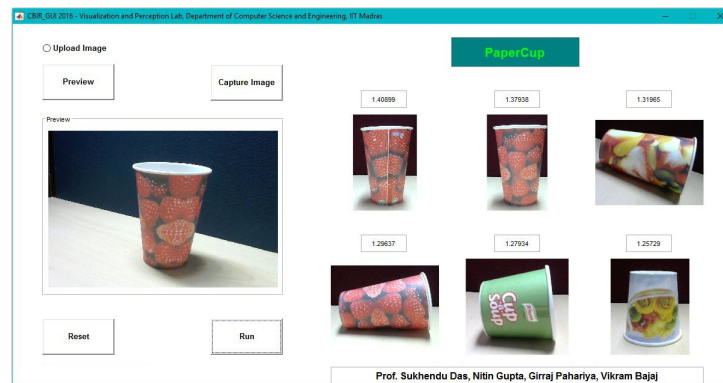 CBIR_GUI 2016 - Visualization and Perception Lab, Department of Computer Science and Engineering, IIT Madras
Upload Image
PaperCup
Preview
Capture Image
1.40899
1.37938
1.31965
Preview
1.29637
1.27934
1.25729
Cup
a
Soup
Knorr
Reset
Run
Prof. Sukhendu Das, Nitin Gupta, Girraj Pahariya, Vikram Bajaj